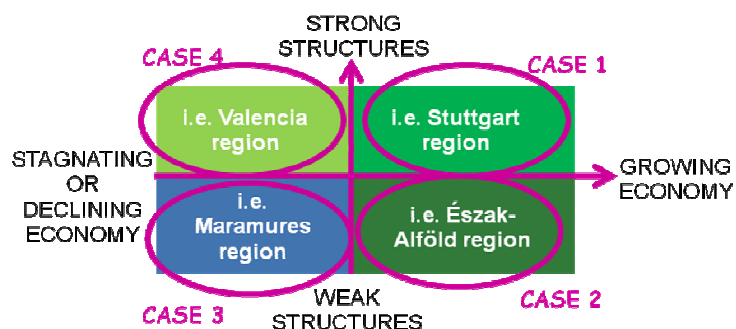 STRONG
STRUCTURES
CASE 4
CASE 1
i.e. Valencia
region
i.e. Stuttgart
region
STAGNATING
OR
DECLINING
ECONOMY
GROWING
ECONOMY
i.e.
Maramures
region
i.e. Észak-
Alföld region
CASE 3
WEAK
STRUCTURES
CASE 2